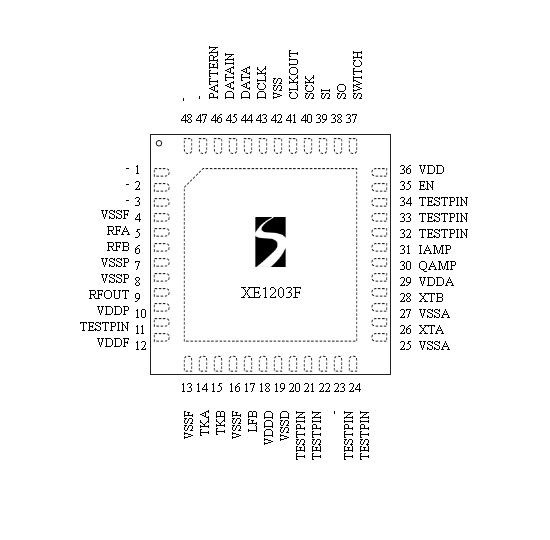 -
-
PATTERN
DATAIN
DATA
DCLK
VSS
CLKOUT
SCK
SI
SO
SWITCH
48 47 46 45 44 43 42 41 40 39 38 37
- 1
- 2
- 3
VSSF 4
RFA 5
RFB 6
VSSP 7
VSSP 8
RFOUT 9
VDDP 10
TESTPIN 11
VDDF 12
XE1203F
36 VDD
35 EN
34 TESTPIN
33 TESTPIN
32 TESTPIN
31 IAMP
30 QAMP
29 VDDA
28 XTB
27 VSSA
26 XTA
25 VSSA
13 14 15 16 17 18 19 20 21 22 23 24
VSSF
TKA
TKB
VSSF
LFB
VDDD
VSSD
TESTPIN
TESTPIN
-
TESTPIN
TESTPIN